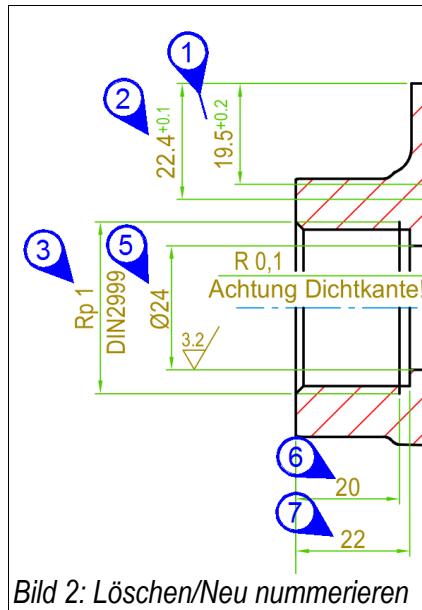 1
2
22.4+0.1
19.5+0.2
3
5
Rp 1
DIN2999
Ø24
R 0,1
Achtung Dichtkante!
3.2
6
20
7
22
Bild 2: Löschen/Neu nummerieren